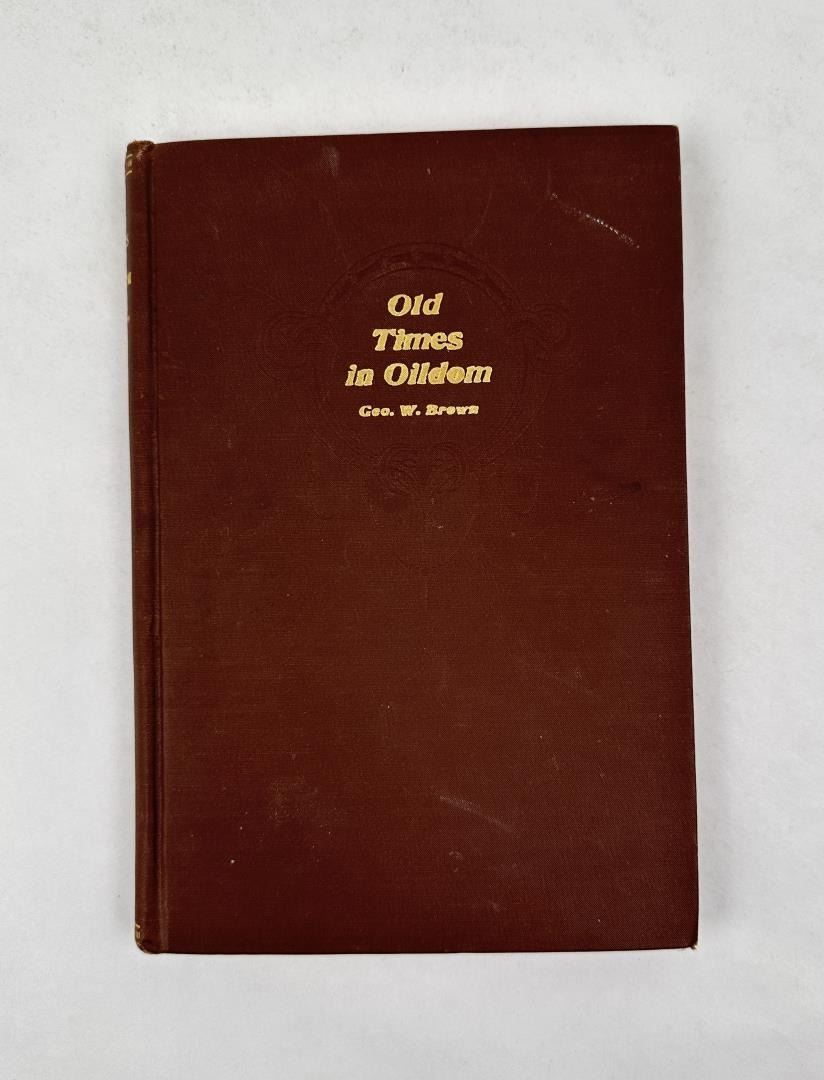 Old
Times
in Oildom
Geo. W. Brown